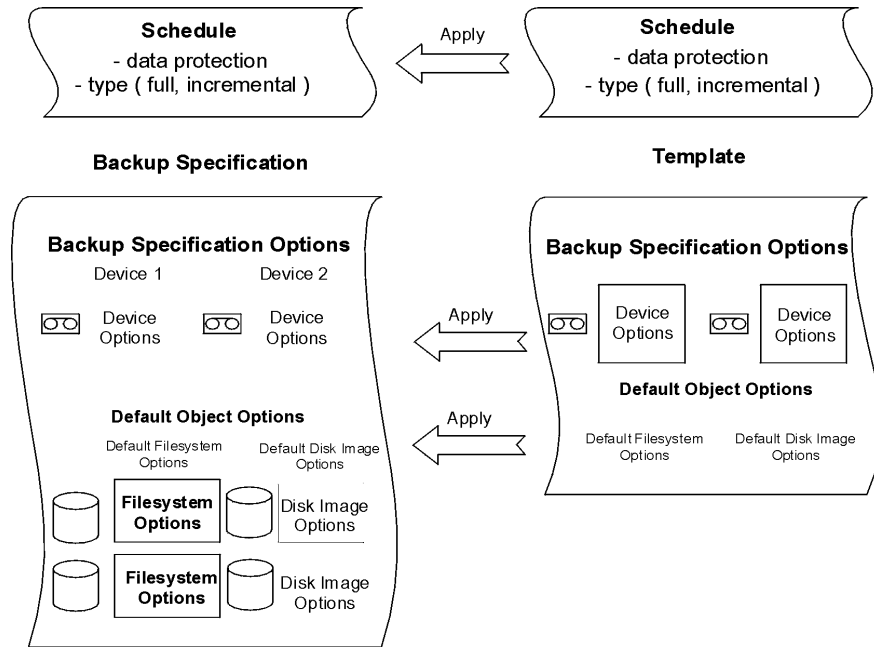 Schedule
- data protection
- type ( full, incremental )
Apply
Schedule
- data protection
- type ( full, incremental )
Backup Specification
Template
Backup Specification Options
Device 1
Device 2
Device
Options
Device
Options
Apply
Backup Specification Options
Device
Options
Device
Options
Default Object Options
Default Filesystem
Options
Default Disk Image
Options
Apply
Default Object Options
Default Filesystem
Options
Default Disk Image
Options
Filesystem
Options
Disk Image
Options
Filesystem
Options
Disk Image
Options